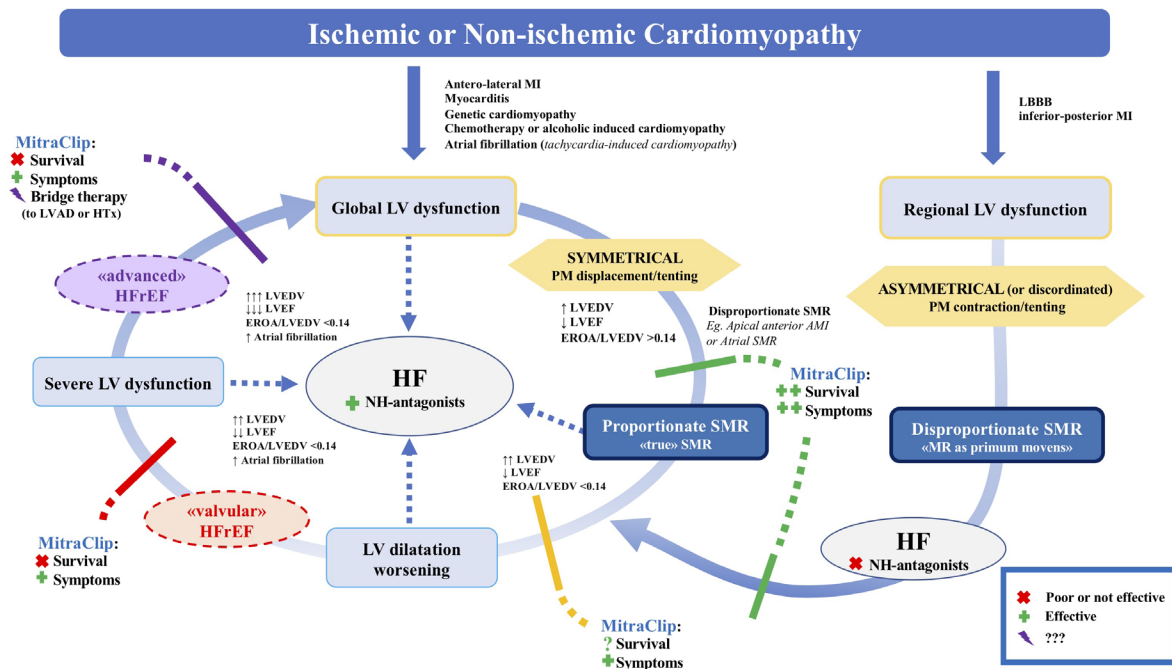 Ischemic or Non-ischemic Cardiomyopathy
Antero-lateral MI
Myocarditis
Genetic cardiomyopathy
Chemotherapy or alcoholic induced cardiomyopathy
Atrial fibrillation (tachycardia-induced cardiomyopathy)
LBBB
inferior-posterior MI
MitraClip:
Survival
Symptoms
Bridge therapy
(to LVAD or HTx)
Global LV dysfunction
Regional LV dysfunction
SYMMETRICAL
PM displacement/tenting
ASYMMETRICAL (or discordinated)
PM contraction/tenting
«advanced»
HFrEF
↑↑↑ LVEDV
↓↓↓ LVEF
EROA/LVEDV <0.14
↑ Atrial fibrillation
↑ LVEDV
↓ LVEF
EROA/LVEDV >0.14
Disproportionate SMR
Eg. Apical anterior AMI
or Atrial SMR
Severe LV dysfunction
HF
NH-antagonists
MitraClip:
Survival
Symptoms
Proportionate SMR
«true» SMR
Disproportionate SMR
«MR as primum movens»
↑↑ LVEDV
↓↓ LVEF
EROA/LVEDV <0.14
↑ Atrial fibrillation
↑↑ LVEDV
↓ LVEF
EROA/LVEDV <0.14
«valvular»
HFrEF
LV dilatation
worsening
HF
NH-antagonists
MitraClip:
Survival
Symptoms
MitraClip:
? Survival
Symptoms
Poor or not effective
Effective
???